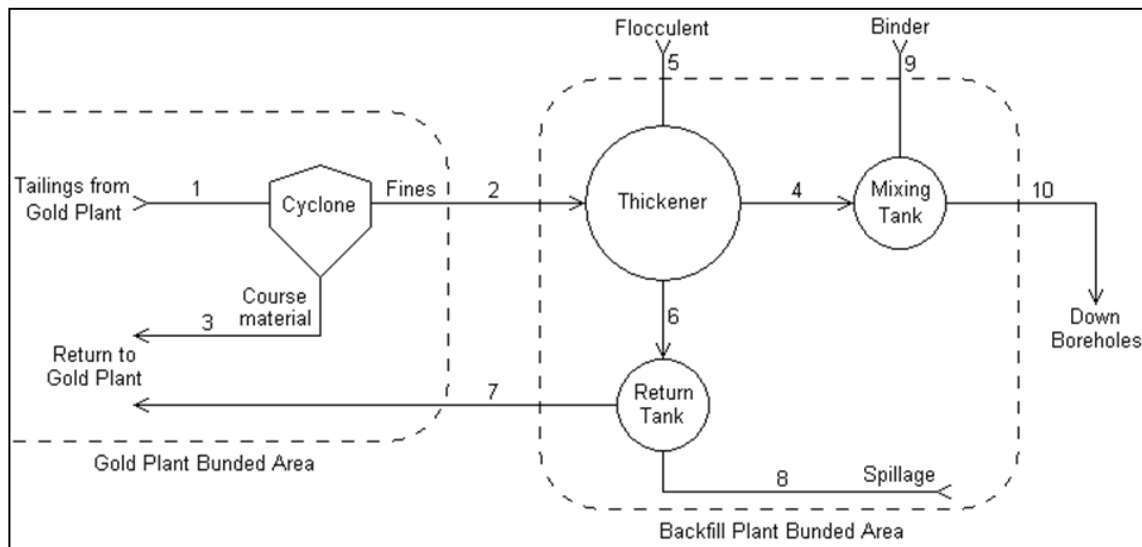 Flocculent
Binder
5
9
Tailings from
Gold Plant
1
Cyclone
Fines
2
Thickener
4
Mixing
Tank
10
Course
material
3
6
Down
Boreholes
Return to
Gold Plant
7
Return
Tank
8
Spillage
Gold Plant Bunded Area
Backfill Plant Bunded Area